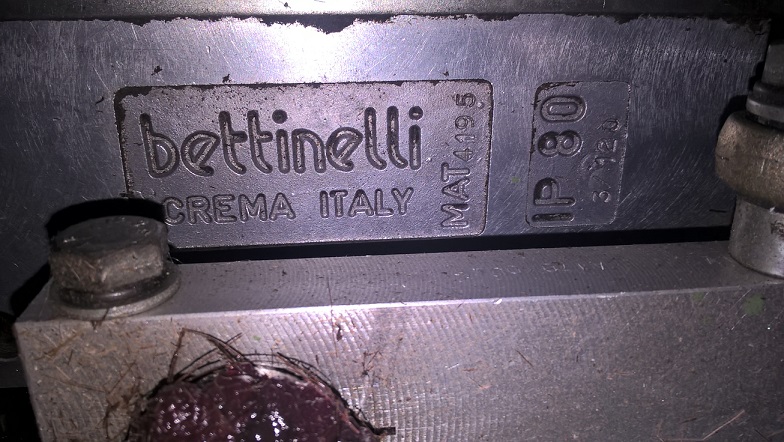 bettinelli
CREMA ITALY
MAT 4195
IP 80